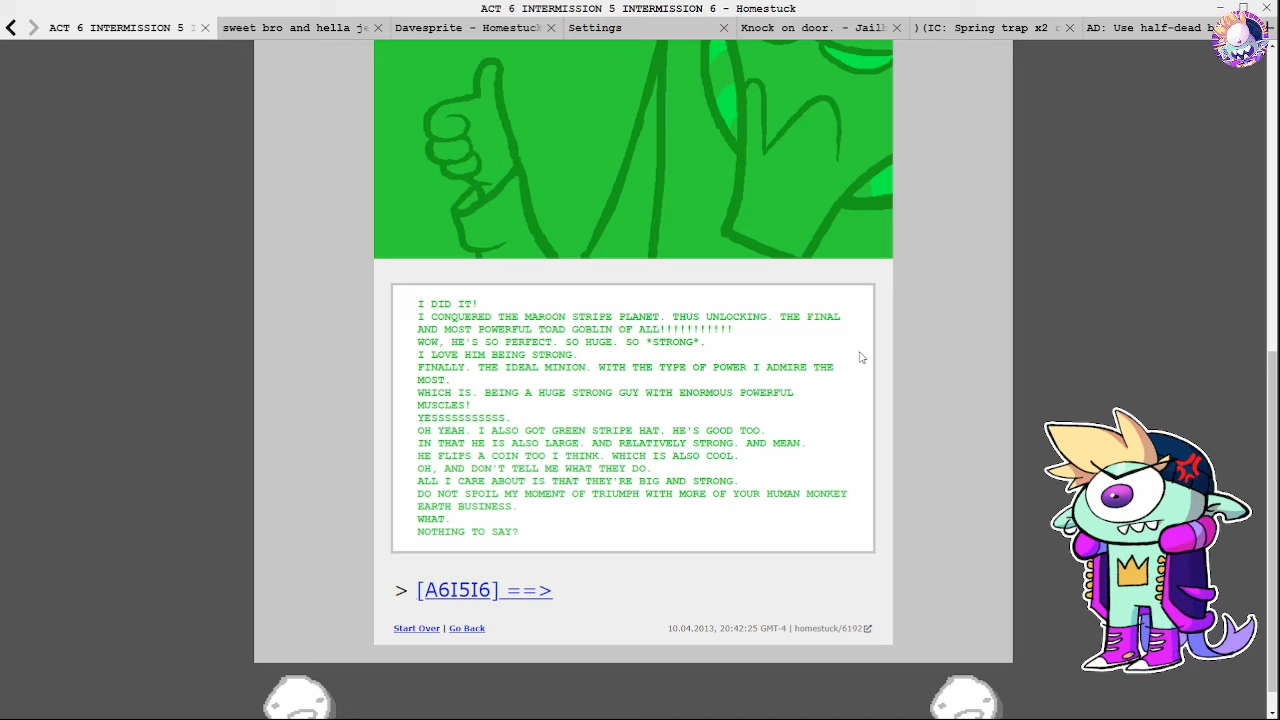 ACT 6 INTERMISSION 5 INTERMISSION 6 - Homestuck
ACT 6 INTERMISSION 5 I
sweet bro and hella je
Davesprite - Homestuck
Settings
Knock on door. - Jailb
)(IC: Spring trap x2 c
AD: Use half-dead
I DID IT!
I CONQUERED THE MAROON STRIPE PLANET. THUS UNLOCKING. THE FINAL
AND MOST POWERFUL TOAD GOBLIN OF ALL!!!!!!!!!!!
WOW, HE'S SO PERFECT. SO HUGE. SO *STRONG*.
I LOVE HIM BEING STRONG.
FINALLY. THE IDEAL MINION. WITH THE TYPE OF POWER I ADMIRE THE
MOST.
WHICH IS. BEING A HUGE STRONG GUY WITH ENORMOUS POWERFUL
MUSCLES!
YESSSSSSSSSSS.
OH YEAH. I ALSO GOT GREEN STRIPE HAT. HE'S GOOD TOO.
IN THAT HE IS ALSO LARGE. AND RELATIVELY STRONG. AND MEAN.
HE FLIPS A COIN TOO I THINK. WHICH IS ALSO COOL.
OH, AND DON'T TELL ME WHAT THEY DO.
ALL I CARE ABOUT IS THAT THEY'RE BIG AND STRONG.
DO NOT SPOIL MY MOMENT OF TRIUMPH WITH MORE OF YOUR HUMAN MONKEY
EARTH BUSINESS.
WHAT.
NOTHING TO SAY?
> [A6I5I6] ==>
Start Over | Go Back
10.04.2013, 20:42:25 GMT-4 | homestuck/6192